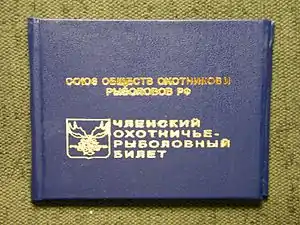 СОЮЗ ОБЩЕСТВ ОХОТНИКОВ И
РЫБОЛОВОВ РФ
ЧЛЕНСКИЙ
ОХОТНИЧЬЕ-
РЫБОЛОВНЫЙ
БИЛЕТ